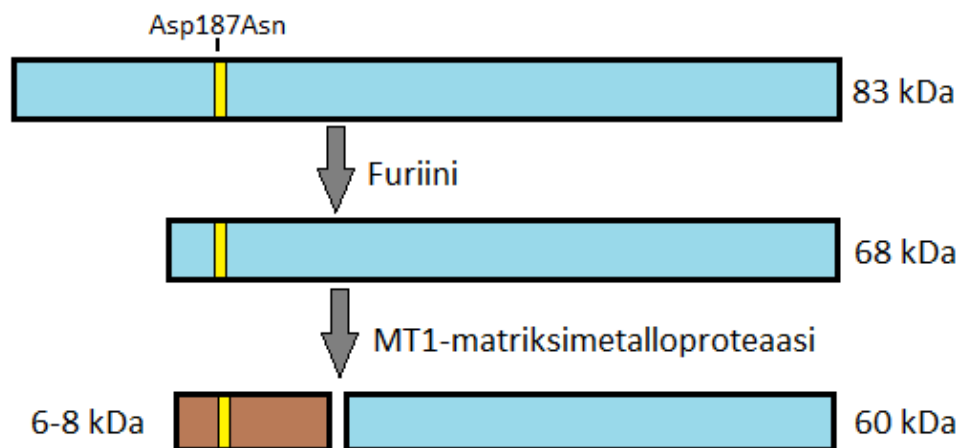 Asp187Asn
83 kDa
Furiini
68 kDa
MT1-matriksimetalloproteaasi
6-8 kDa
60 kDa